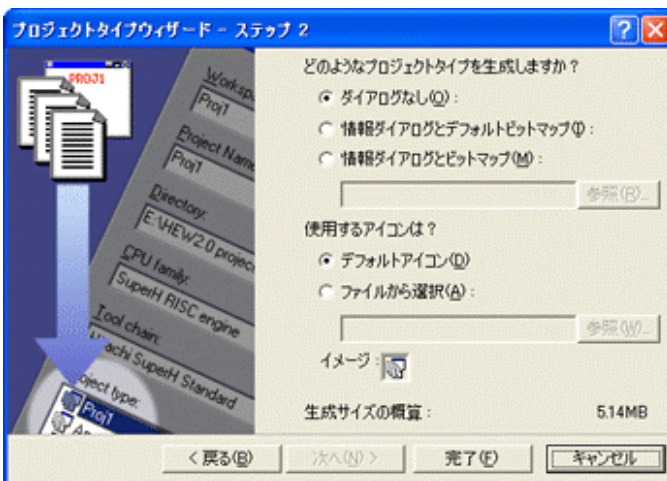 プロジェクトタイプウィザード - ステップ 2
PROJ1
Workspa
Proj1
Project Name
Proj1
Directory:
E:\HEW2.0 projec
CPU family:
SuperH RISC engine
Tool chain:
Hitachi SuperH Standard
oject type:
Proj1
どのようなプロジェクトタイプを生成しますか?
ダイアログなし(O):
情報ダイアログとデフォルトビットマップ(I):
情報ダイアログとビットマップ(M):
参照(R)...
使用するアイコンは?
デフォルトアイコン(D)
ファイルから選択(A):
参照(W)...
イメージ:
生成サイズの概算: 5.14MB
< 戻る(B) 次へ(N) > 完了(F) キャンセル